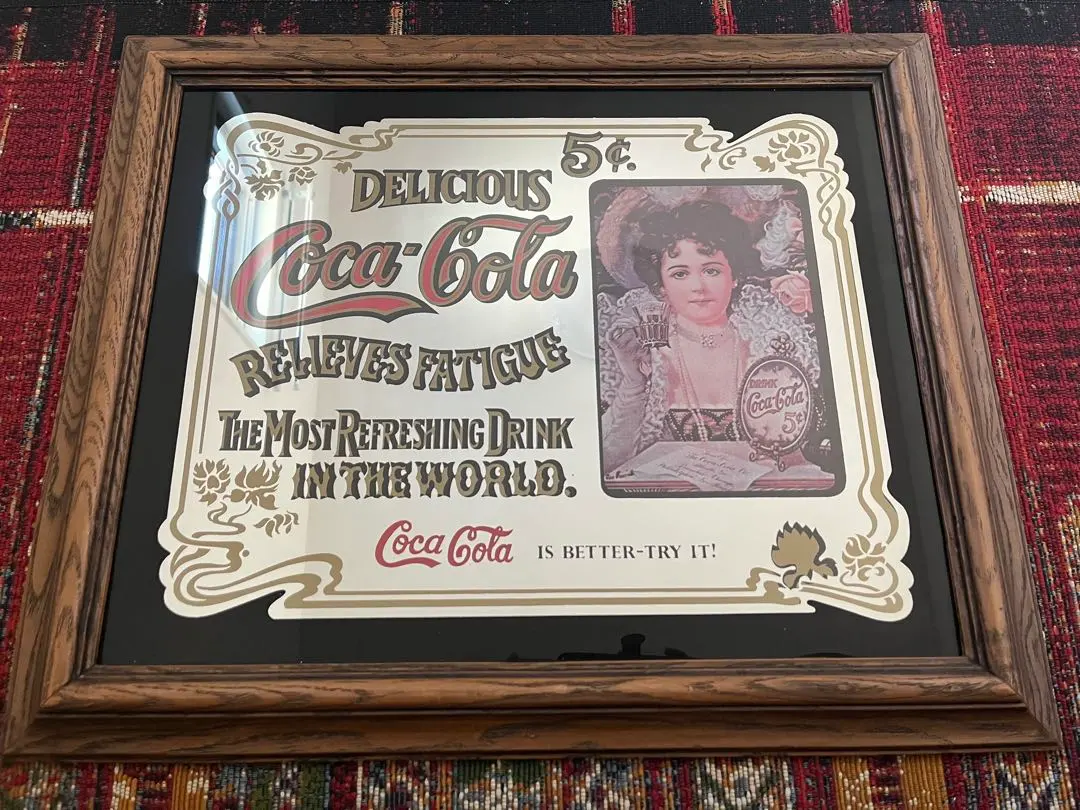 5¢.
DELICIOUS
Coca-Cola
RELIEVES FATIGUE
THE MOST REFRESHING DRINK
IN THE WORLD.
Coca Cola IS BETTER-TRY IT!
DRINK
Coca-Cola
5¢